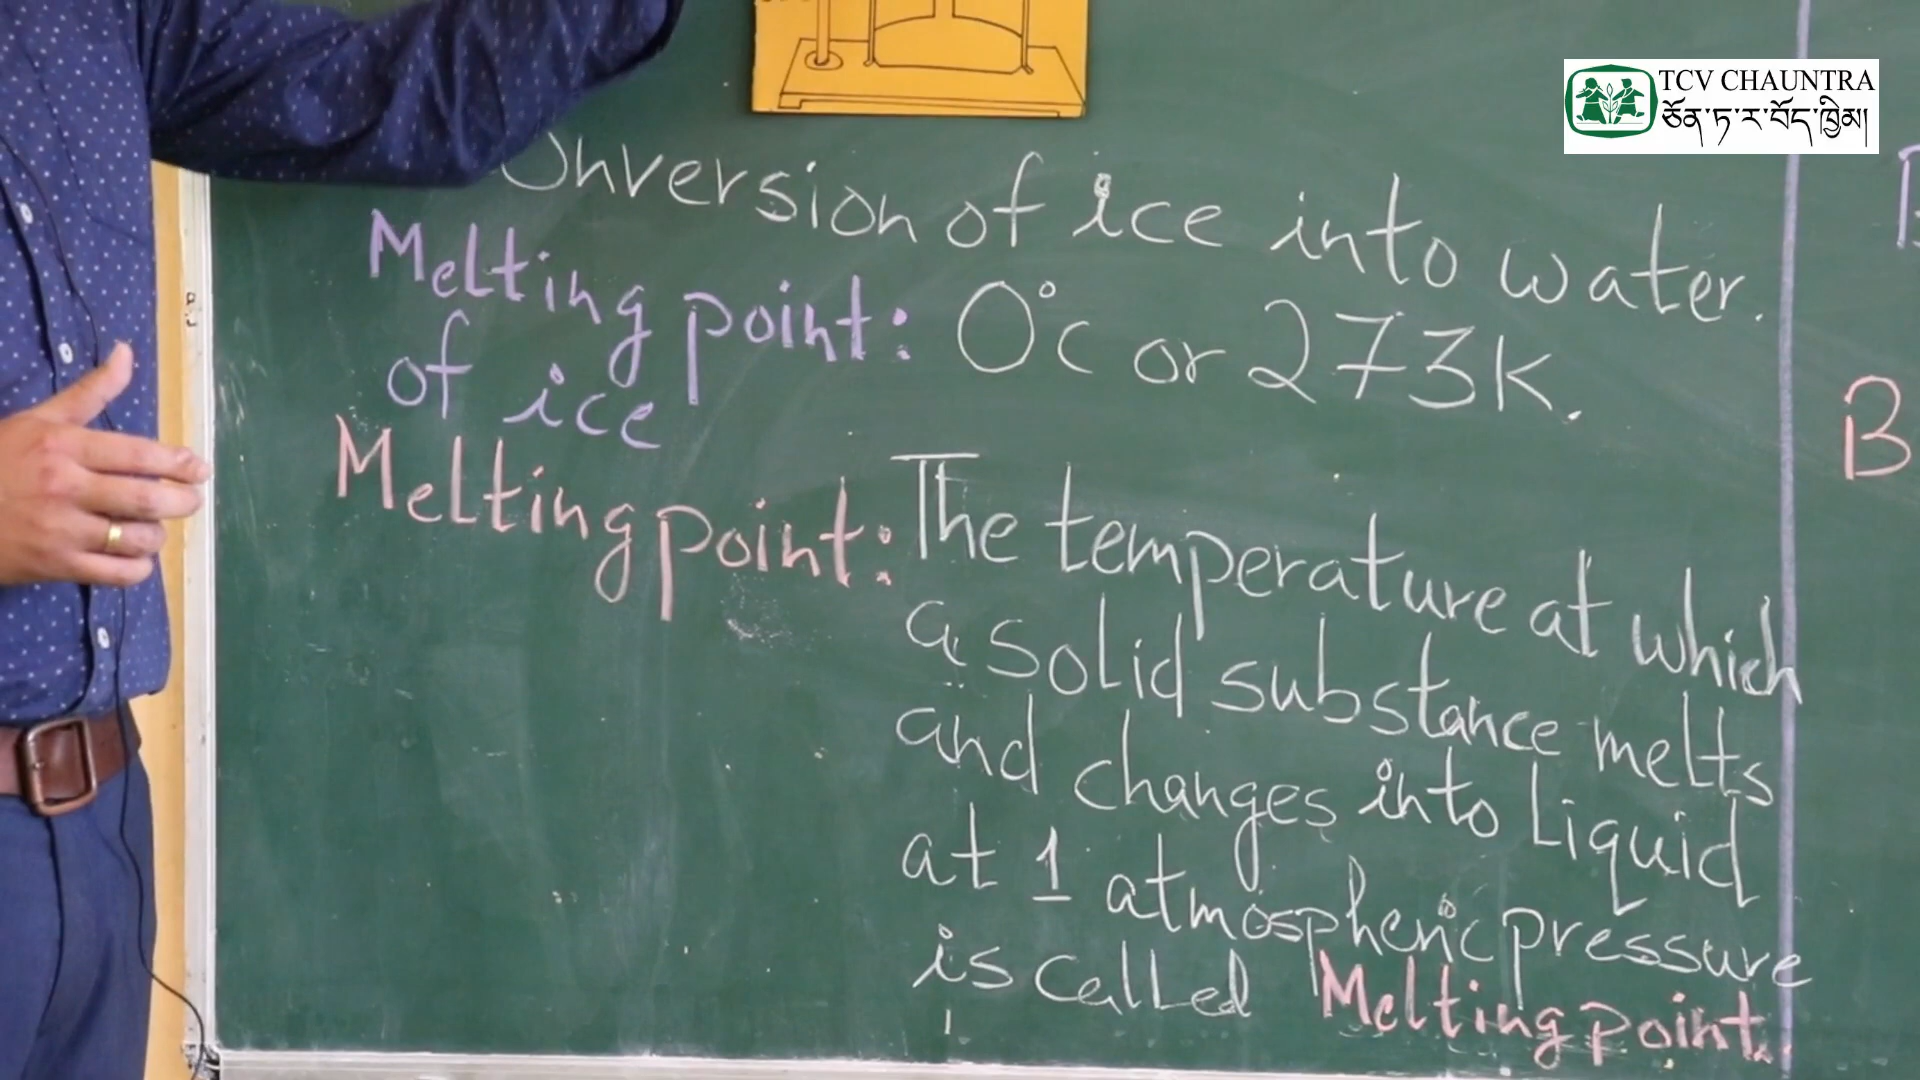 TCV CHAUNTRA
ཅོན་ཏ་ར་བོད་ཁྱིམ།
onversion of ice into water.
Melting point: 0°C or 273K.
of ice
Melting point: The temperature at which
a solid substance melts
and changes into Liquid
at 1 atmospheric pressure
is called Melting point.
B